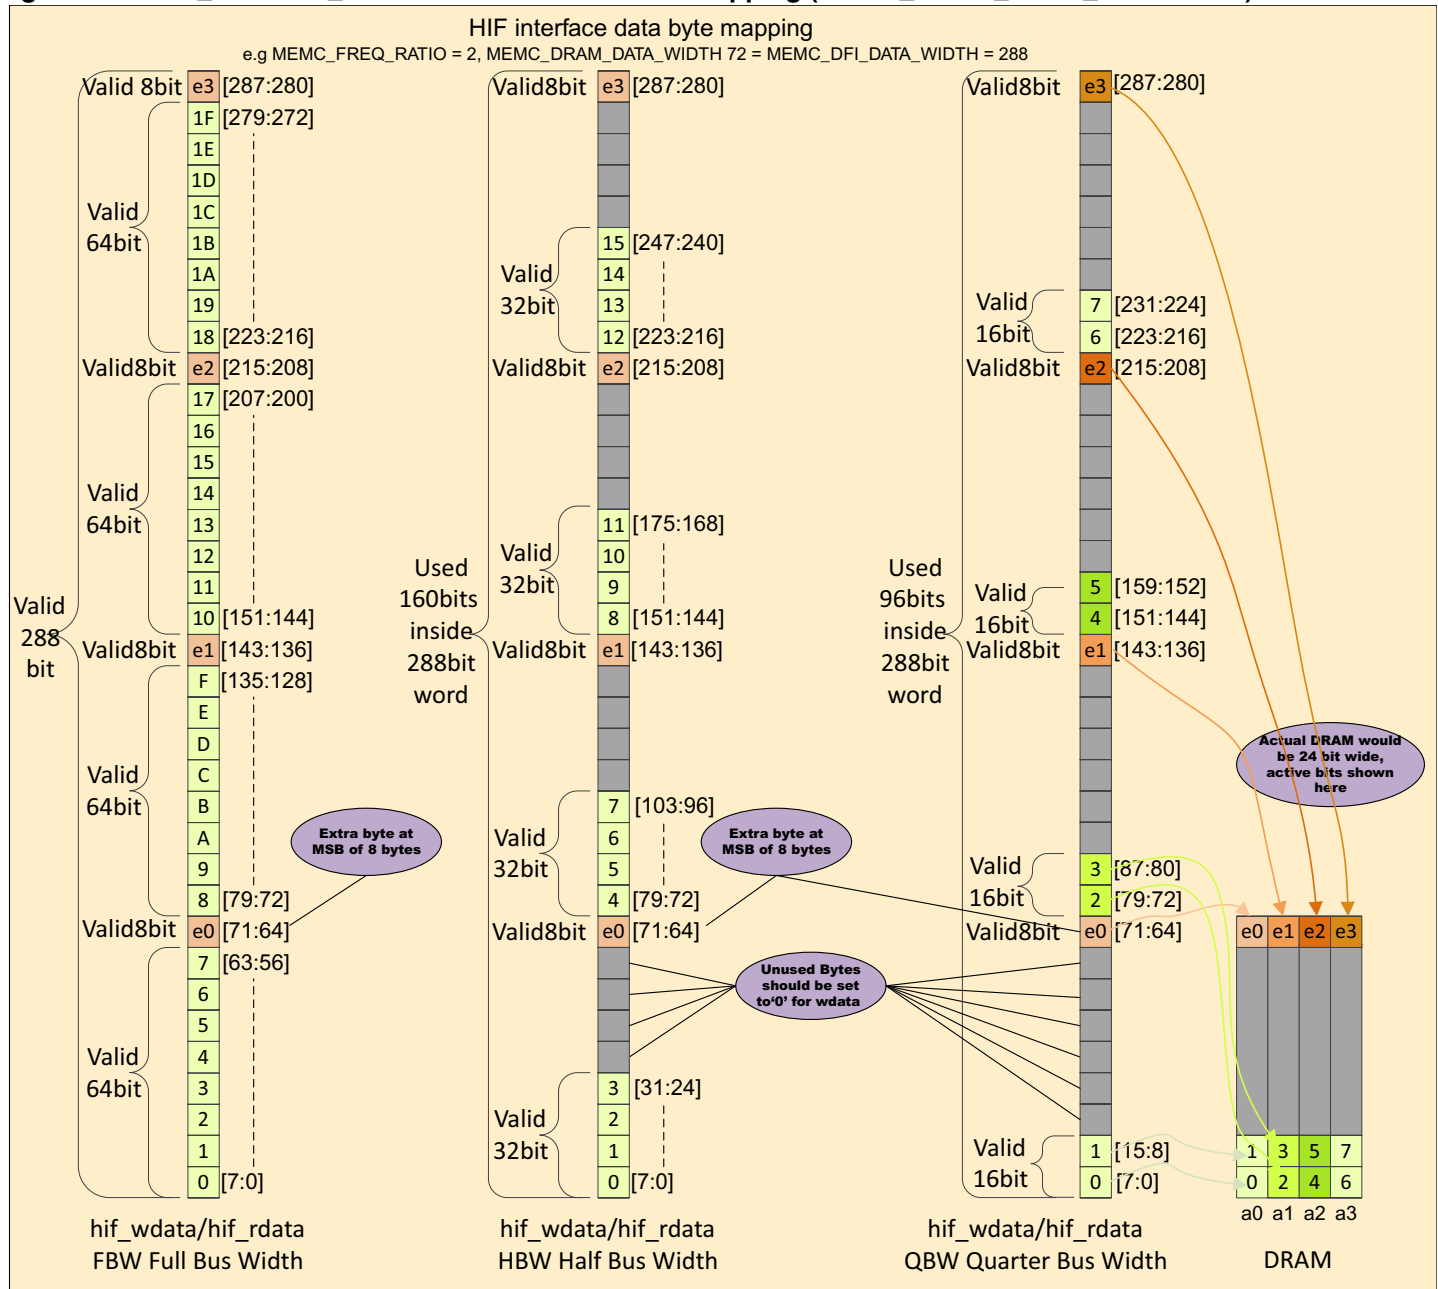 HIF interface data byte mapping
e.g MEMC_FREQ_RATIO = 2, MEMC_DRAM_DATA_WIDTH 72 = MEMC_DFI_DATA_WIDTH = 288
Valid 8bit e3 [287:280]
1F [279:272]
1E
1D
1C
1B
1A
19
18 [223:216]
Valid
64bit
Valid8bit e2 [215:208]
17 [207:200]
16
15
14
13
12
11
10 [151:144]
Valid
64bit
Valid
288
bit
Valid8bit e1 [143:136]
F [135:128]
E
D
C
B
A
9
8 [79:72]
Valid
64bit
Extra byte at
MSB of 8 bytes
Valid8bit e0 [71:64]
7 [63:56]
6
5
4
3
2
1
0 [7:0]
Valid
64bit
hif_wdata/hif_rdata
FBW Full Bus Width
Valid8bit e3 [287:280]
15 [247:240]
14
13
12 [223:216]
Valid
32bit
Valid8bit e2 [215:208]
11 [175:168]
10
9
8 [151:144]
Valid
32bit
Used
160bits
inside
288bit
word
Valid8bit e1 [143:136]
7 [103:96]
6
5
4 [79:72]
Valid
32bit
Extra byte at
MSB of 8 bytes
Valid8bit e0 [71:64]
Unused Bytes
should be set
to‘0’ for wdata
3 [31:24]
2
1
0 [7:0]
Valid
32bit
hif_wdata/hif_rdata
HBW Half Bus Width
Valid8bit e3 [287:280]
7 [231:224]
6 [223:216]
Valid
16bit
Valid8bit e2 [215:208]
5 [159:152]
4 [151:144]
Valid
16bit
Used
96bits
inside
288bit
word
Valid8bit e1 [143:136]
3 [87:80]
2 [79:72]
Valid
16bit
Valid8bit e0 [71:64]
1 [15:8]
0 [7:0]
Valid
16bit
hif_wdata/hif_rdata
QBW Quarter Bus Width
Actual DRAM would
be 24 bit wide,
active bits shown
here
e0 e1 e2 e3
1 3 5 7
0 2 4 6
a0 a1 a2 a3
DRAM